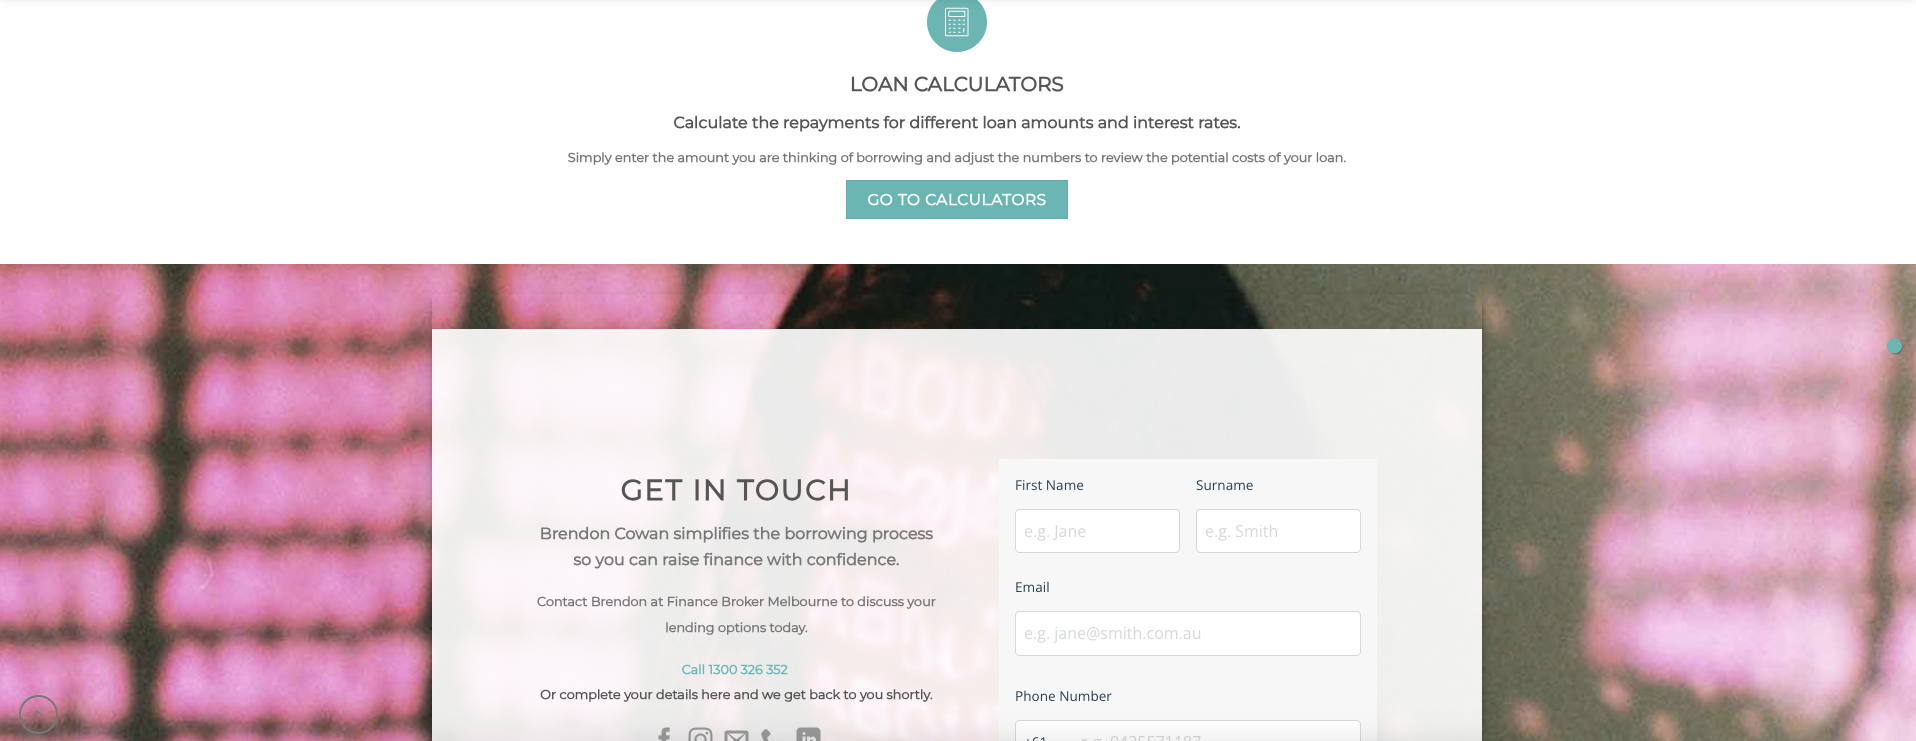 LOAN CALCULATORS
Calculate the repayments for different loan amounts and interest rates.
Simply enter the amount you are thinking of borrowing and adjust the numbers to review the potential costs of your loan.
GO TO CALCULATORS
GET IN TOUCH
Brendon Cowan simplifies the borrowing process
so you can raise finance with confidence.
Contact Brendon at Finance Broker Melbourne to discuss your
lending options today.
Call 1300 326 352
Or complete your details here and we get back to you shortly.
First Name
Surname
e.g. Jane
e.g. Smith
Email
e.g. jane@smith.com.au
Phone Number
+61